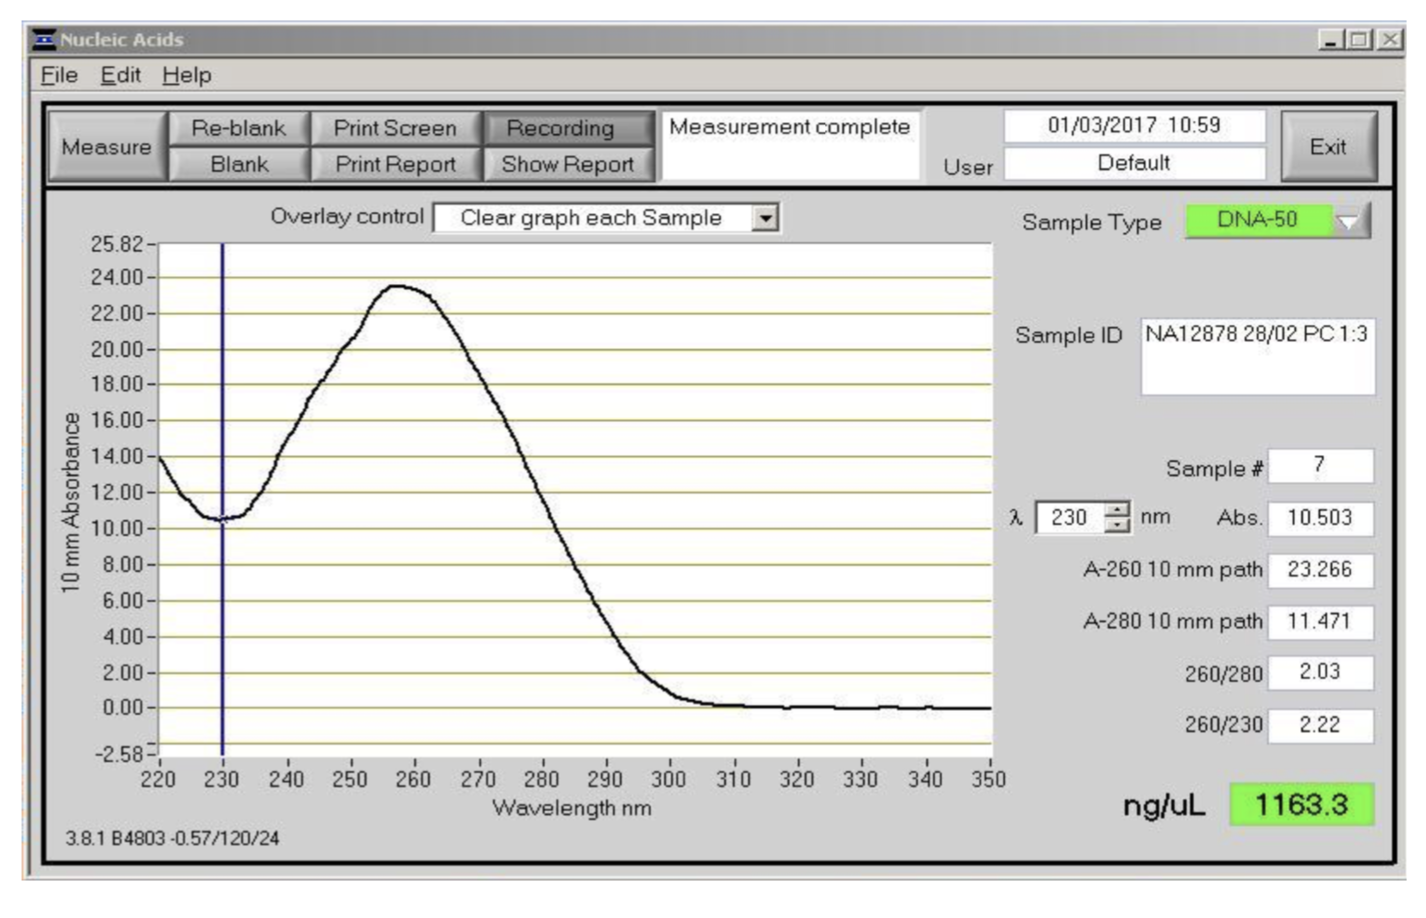 Nucleic Acids
File Edit Help
Measure
Re-blank
Blank
Print Screen
Print Report
Recording
Show Report
Measurement complete
User
01/03/2017 10:59
Default
Exit
Overlay control Clear graph each Sample
Sample Type DNA-50
25.82
24.00
22.00
20.00
18.00
16.00
14.00
12.00
10.00
8.00
6.00
4.00
2.00
0.00
-2.58
10 mm Absorbance
220 230 240 250 260 270 280 290 300 310 320 330 340 350
Wavelength nm
Sample ID NA12878 28/02 PC 1:3
Sample # 7
λ 230 nm Abs. 10.503
A-260 10 mm path 23.266
A-280 10 mm path 11.471
260/280 2.03
260/230 2.22
ng/uL 1163.3
3.8.1 B4803 -0.57/120/24